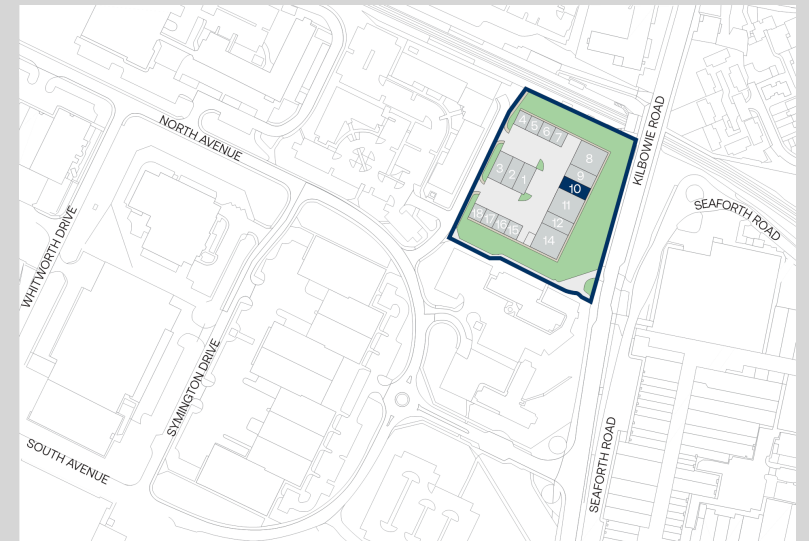 NORTH AVENUE
KILBOWIE ROAD
SEAFORTH ROAD
WHITWORTH DRIVE
SYMINGTON DRIVE
SOUTH AVENUE
SEAFORTH ROAD
4
5
6
7
8
9
10
11
12
14
3
2
1
18
17
16
15